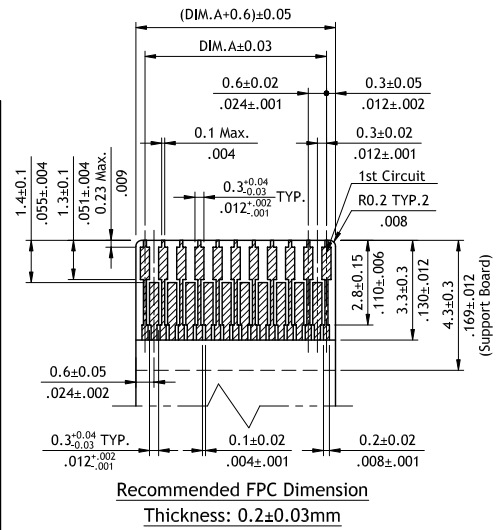 (DIM.A+0.6)±0.05
DIM.A±0.03
0.6±0.02
.024±.001
0.3±0.05
.012±.002
0.1 Max.
.004
0.3±0.02
.012±.001
1.4±0.1
.055±.004
1.3±0.1
.051±.004
0.23 Max.
.009
0.3+0.04-0.03 TYP.
.012+.002-.001
1st Circuit
R0.2 TYP.2
.008
2.8±0.15
.110±.006
3.3±0.3
.130±.012
4.3±0.3
.169±.012
(Support Board)
0.6±0.05
.024±.002
0.3+0.04-0.03 TYP.
.012+.002-.001
0.1±0.02
.004±.001
0.2±0.02
.008±.001
Recommended FPC Dimension
Thickness: 0.2±0.03mm